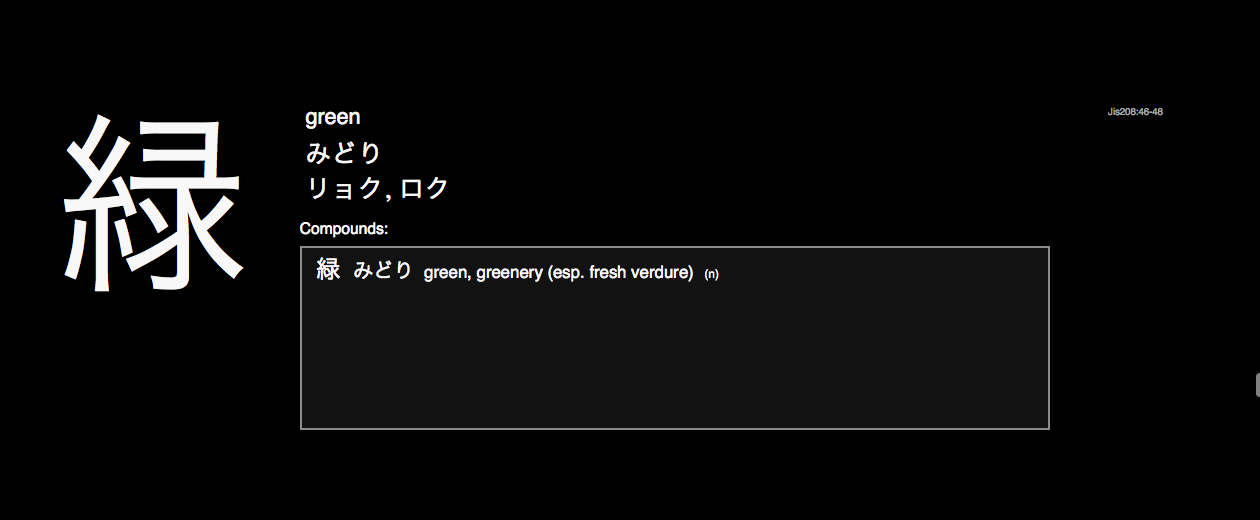 緑
green
Jis208:46-48
みどり
リョク, ロク
Compounds:
緑 みどり green, greenery (esp. fresh verdure) (n)